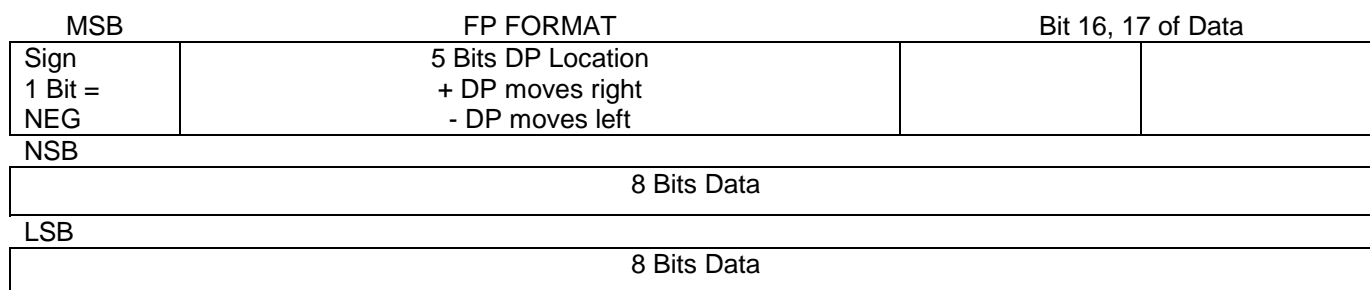 MSB FP FORMAT Bit 16, 17 of Data
Sign 5 Bits DP Location
1 Bit = + DP moves right
NEG - DP moves left
NSB
8 Bits Data
LSB
8 Bits Data